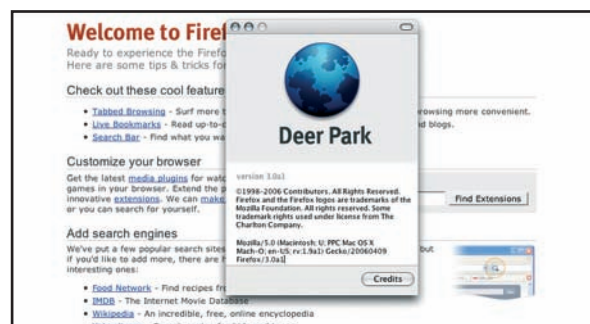 Welcome to Firef
Ready to experience the Firefo
Here are some tips & tricks fo
Check out these cool feature
Tabbed Browsing - Surf more t
rowsing more convenient.
Live Bookmarks - Read up-to-d
d blogs.
Search Bar - Find what you wa
Customize your browser
Get the latest media plugins for watc
games in your browser. Extend the p
innovative extensions. We can make
or you can search for yourself.
Find Extensions
Add search engines
We've put a few popular search sites
but
if you'd like to add more, there are h
interesting ones:
Food Network - Find recipes fr
IMDB - The Internet Movie Database
Wikipedia - An incredible, free, online encyclopedia
Deer Park
version 3.0a1
©1998-2006 Contributors. All Rights Reserved.
Firefox and the Firefox logos are trademarks of the
Mozilla Foundation. All rights reserved. Some
trademark rights used under license from The
Charlton Company.
Mozilla/5.0 (Macintosh; U; PPC Mac OS X
Mach-O; en-US; rv:1.9a1) Gecko/20060409
Firefox/3.0a1
Credits